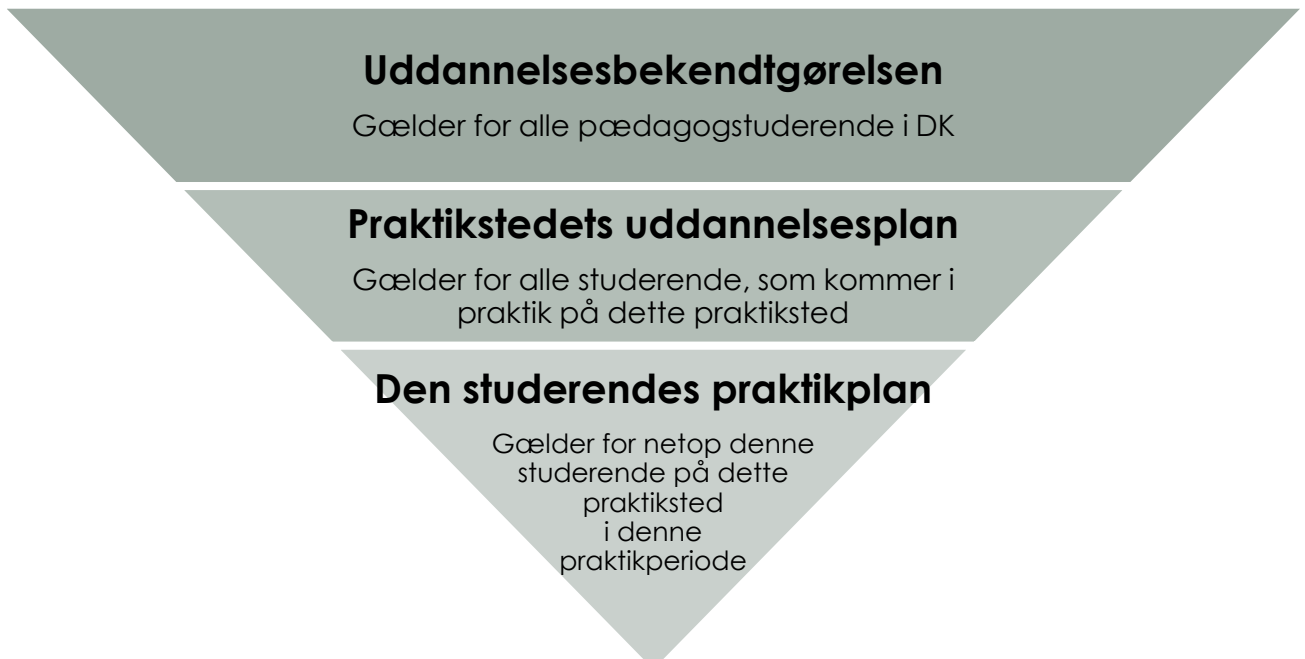 Uddannelsesbekendtgørelsen
Gælder for alle pædagogstuderende i DK
Praktikstedets uddannelsesplan
Gælder for alle studerende, som kommer i
praktik på dette praktiksted
Den studerendes praktikplan
Gælder for netop denne
studerende på dette
praktiksted
i denne
praktikperiode